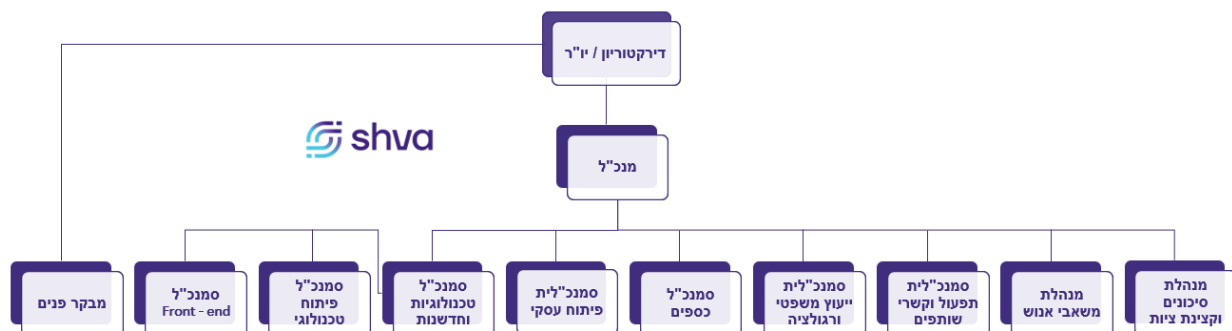 דירקטוריון / יו"ר
shva
מנכ"ל
מנהלת
סיכונים
וקצינת ציות
מנהלת
משאבי אנוש
סמנכ"לית
תפעול וקשרי
שותפים
סמנכ"לית
ייעוץ משפטי
ורגולציה
סמנכ"ל
כספים
סמנכ"לית
פיתוח עסקי
סמנכ"ל
טכנולוגיות
וחדשנות
סמנכ"ל
פיתוח
טכנולוגי
סמנכ"ל
Front - end
מבקר פנים